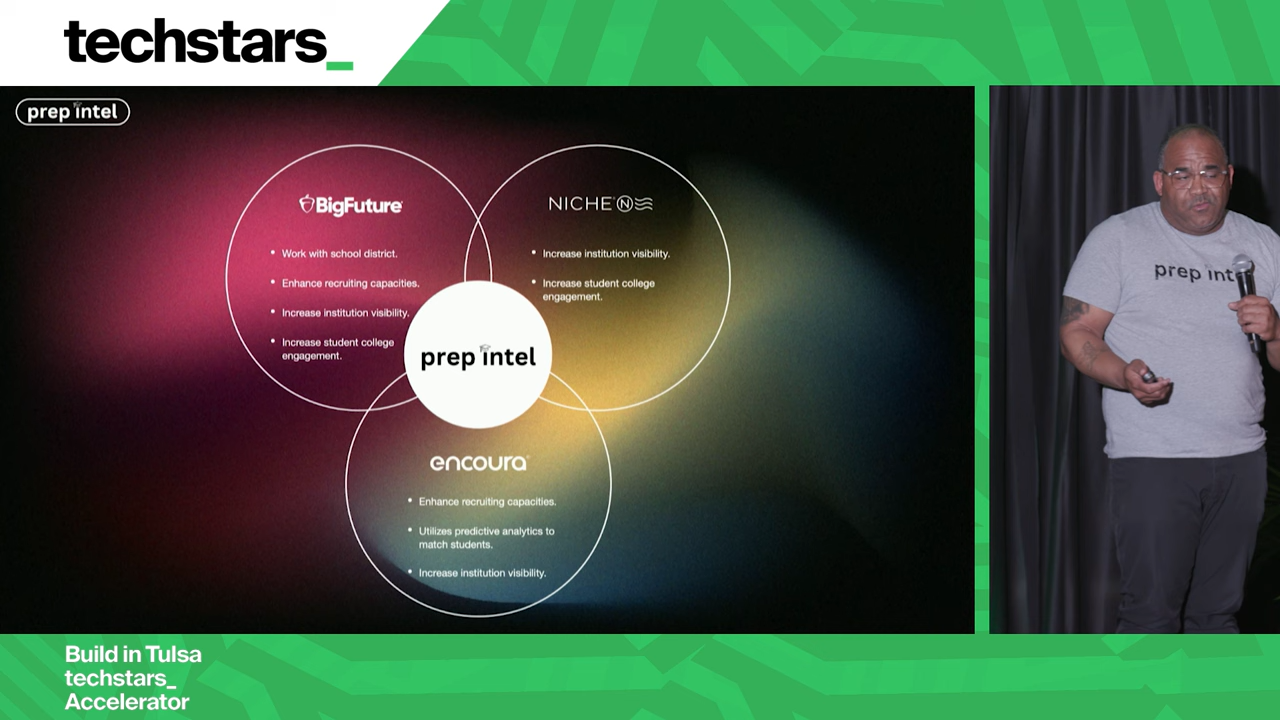 techstars_
prep intel
BigFuture
• Work with school district.
• Enhance recruiting capacities.
• Increase institution visibility.
• Increase student college
engagement.
NICHE N
• Increase institution visibility.
• Increase student college
engagement.
prep intel
encoura
• Enhance recruiting capacities.
• Utilizes predictive analytics to
match students.
• Increase institution visibility.
prep int
Build in Tulsa
techstars_
Accelerator